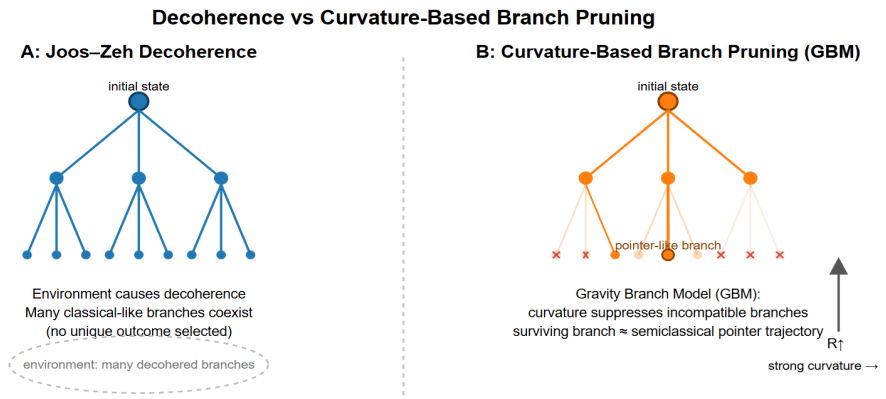 Decoherence vs Curvature-Based Branch Pruning
A: Joos–Zeh Decoherence
initial state
Environment causes decoherence
Many classical-like branches coexist
(no unique outcome selected)
environment: many decohered branches
B: Curvature-Based Branch Pruning (GBM)
initial state
pointer-like branch
Gravity Branch Model (GBM):
curvature suppresses incompatible branches
surviving branch ≈ semiclassical pointer trajectory
R↑
strong curvature →